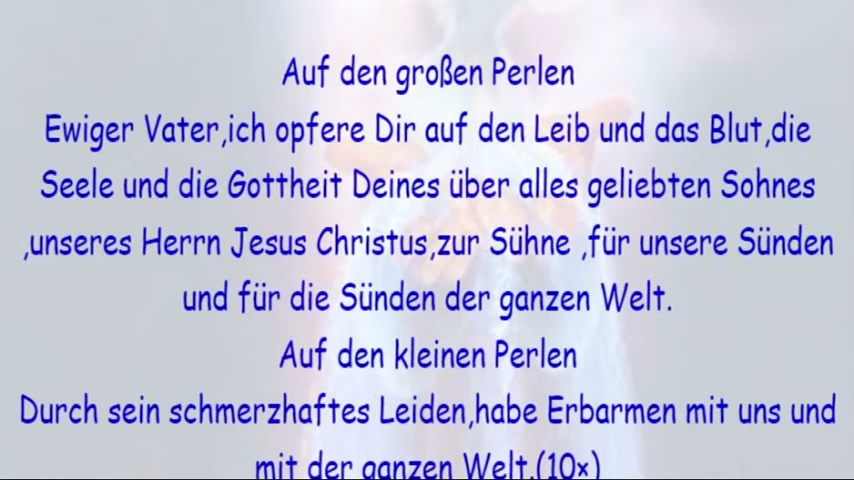 Auf den großen Perlen
Ewiger Vater,ich opfere Dir auf den Leib und das Blut,die
Seele und die Gottheit Deines über alles geliebten Sohnes
,unseres Herrn Jesus Christus,zur Sühne ,für unsere Sünden
und für die Sünden der ganzen Welt.
Auf den kleinen Perlen
Durch sein schmerzhaftes Leiden,habe Erbarmen mit uns und
mit der ganzen Welt.(10×)